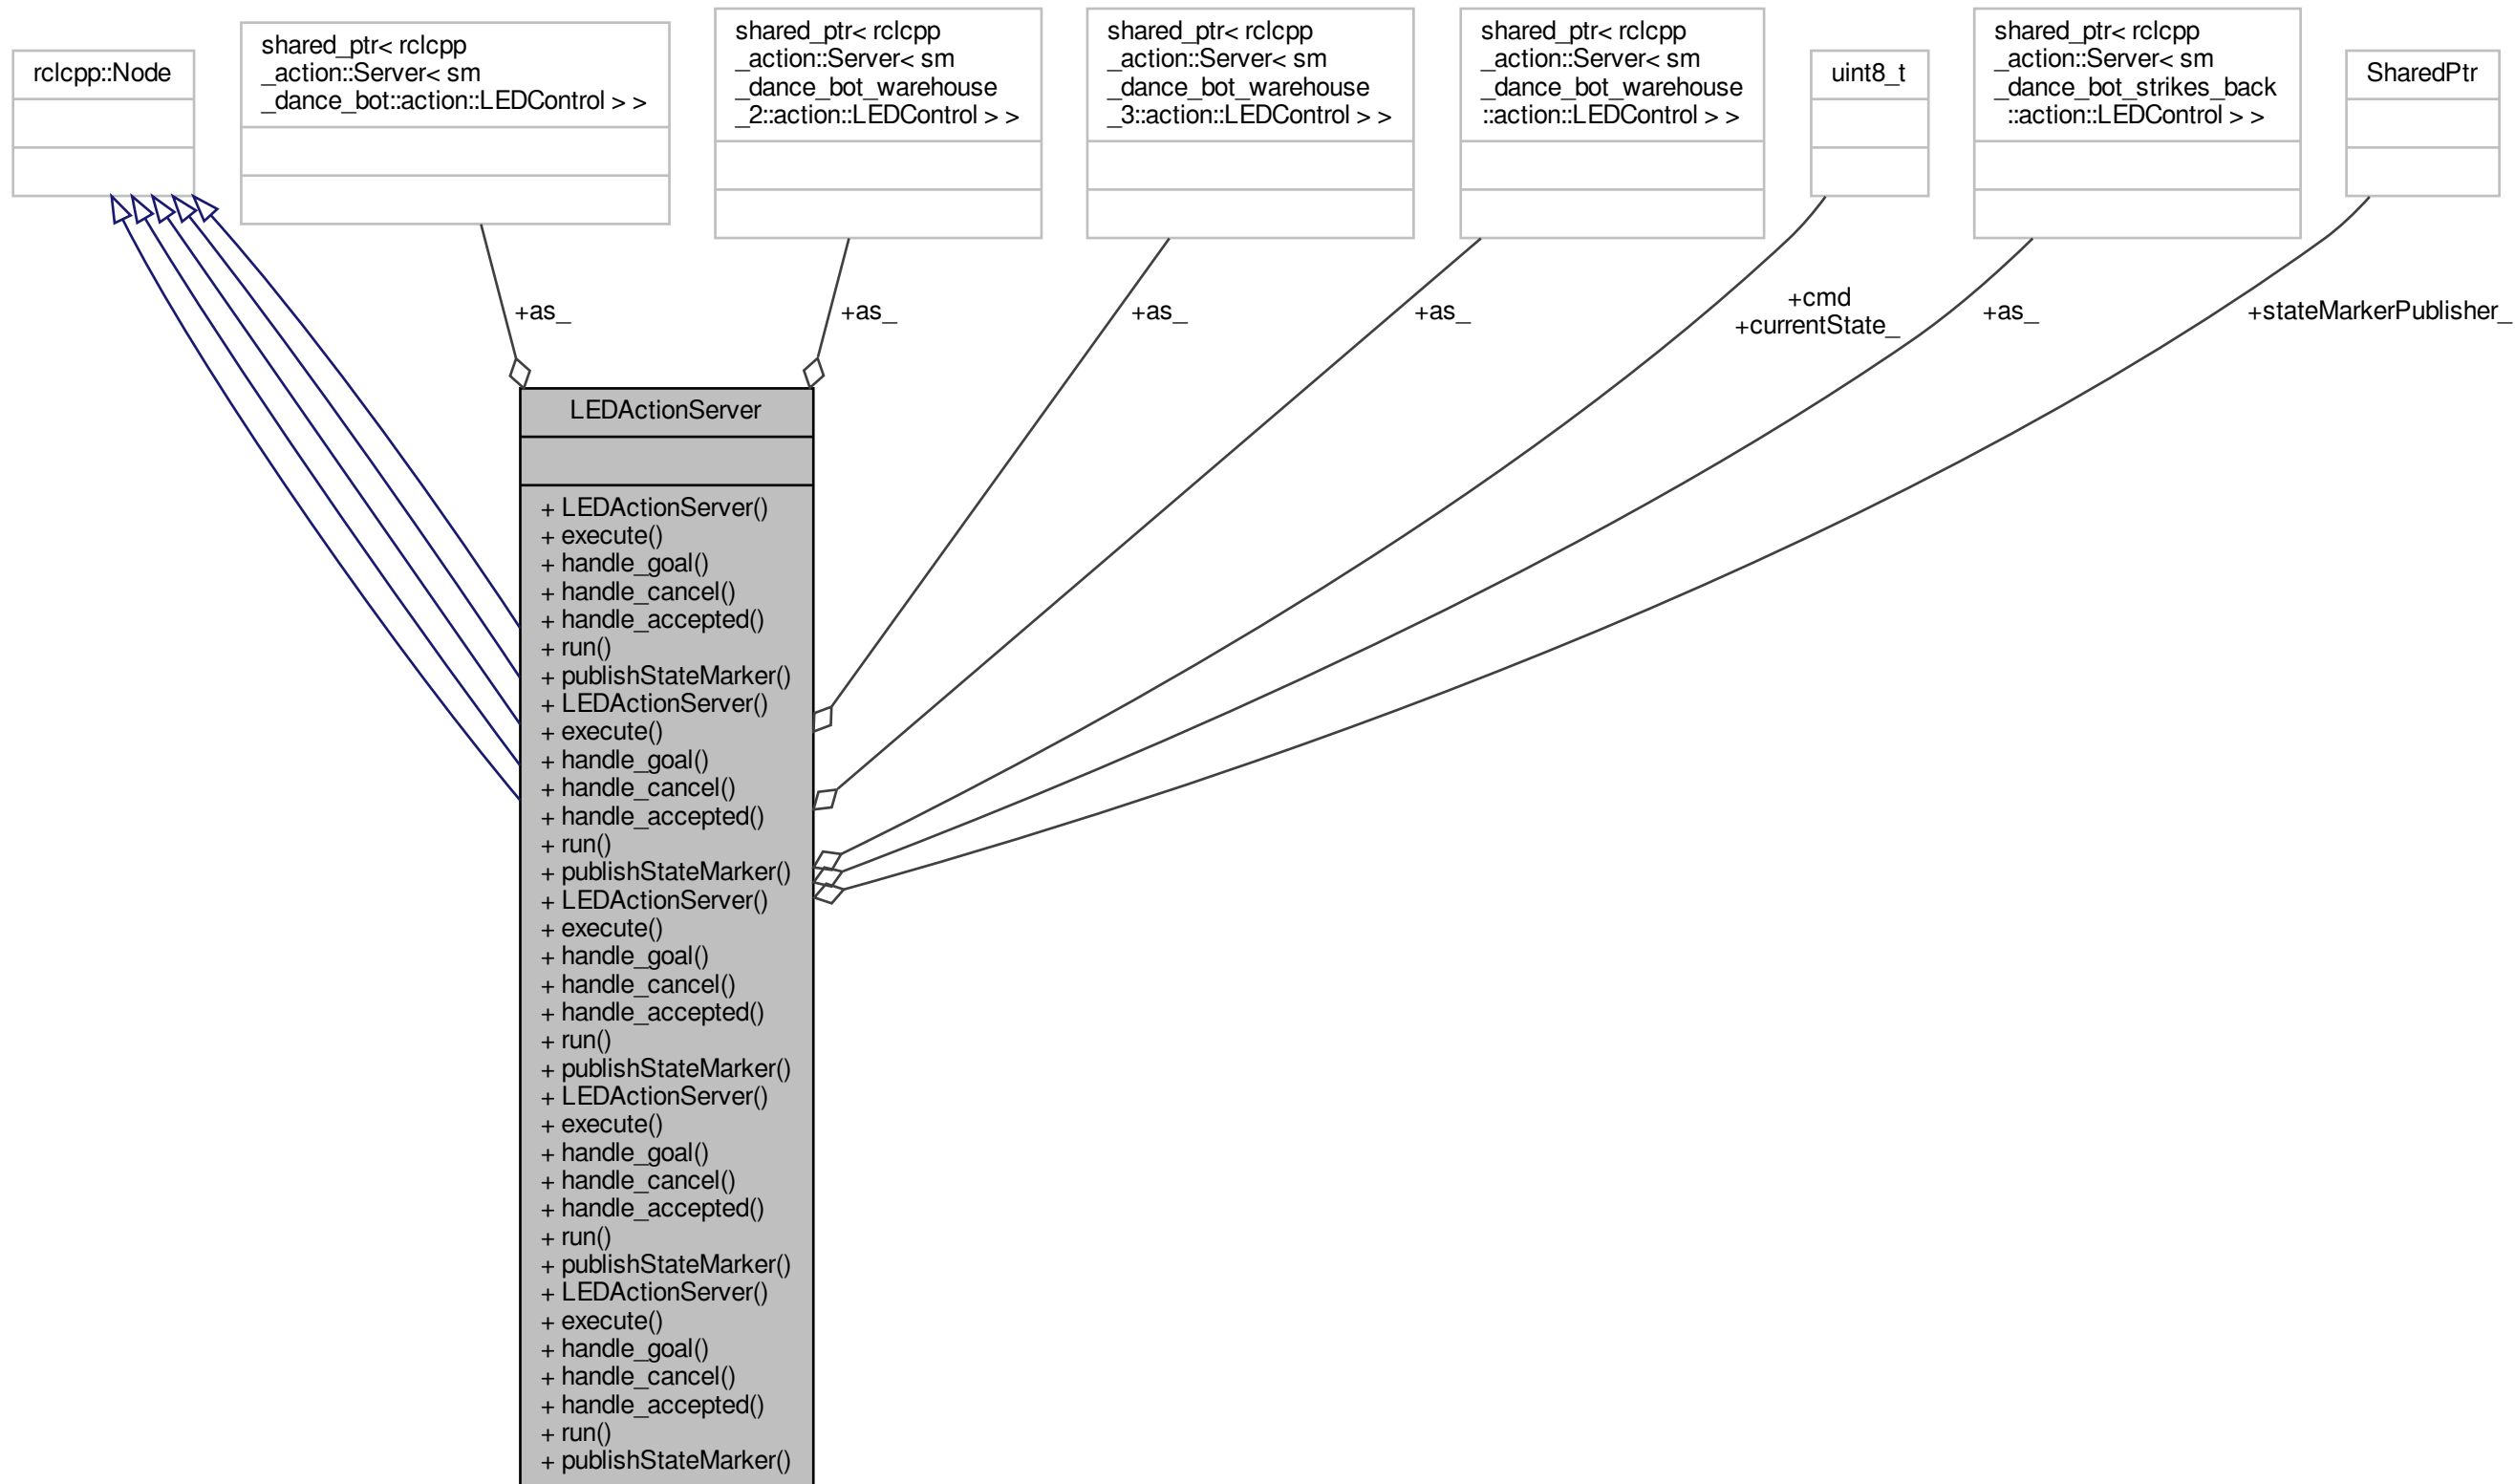 rclcpp::Node
shared_ptr< rclcpp
_action::Server< sm
_dance_bot::action::LEDControl > >
shared_ptr< rclcpp
_action::Server< sm
_dance_bot_warehouse
_2::action::LEDControl > >
shared_ptr< rclcpp
_action::Server< sm
_dance_bot_warehouse
_3::action::LEDControl > >
shared_ptr< rclcpp
_action::Server< sm
_dance_bot_warehouse
::action::LEDControl > >
uint8_t
shared_ptr< rclcpp
_action::Server< sm
_dance_bot_strikes_back
::action::LEDControl > >
SharedPtr
+as_
+as_
+as_
+as_
+cmd
+currentState_
+as_
+stateMarkerPublisher_
LEDActionServer
+ LEDActionServer()
+ execute()
+ handle_goal()
+ handle_cancel()
+ handle_accepted()
+ run()
+ publishStateMarker()
+ LEDActionServer()
+ execute()
+ handle_goal()
+ handle_cancel()
+ handle_accepted()
+ run()
+ publishStateMarker()
+ LEDActionServer()
+ execute()
+ handle_goal()
+ handle_cancel()
+ handle_accepted()
+ run()
+ publishStateMarker()
+ LEDActionServer()
+ execute()
+ handle_goal()
+ handle_cancel()
+ handle_accepted()
+ run()
+ publishStateMarker()
+ LEDActionServer()
+ execute()
+ handle_goal()
+ handle_cancel()
+ handle_accepted()
+ run()
+ publishStateMarker()